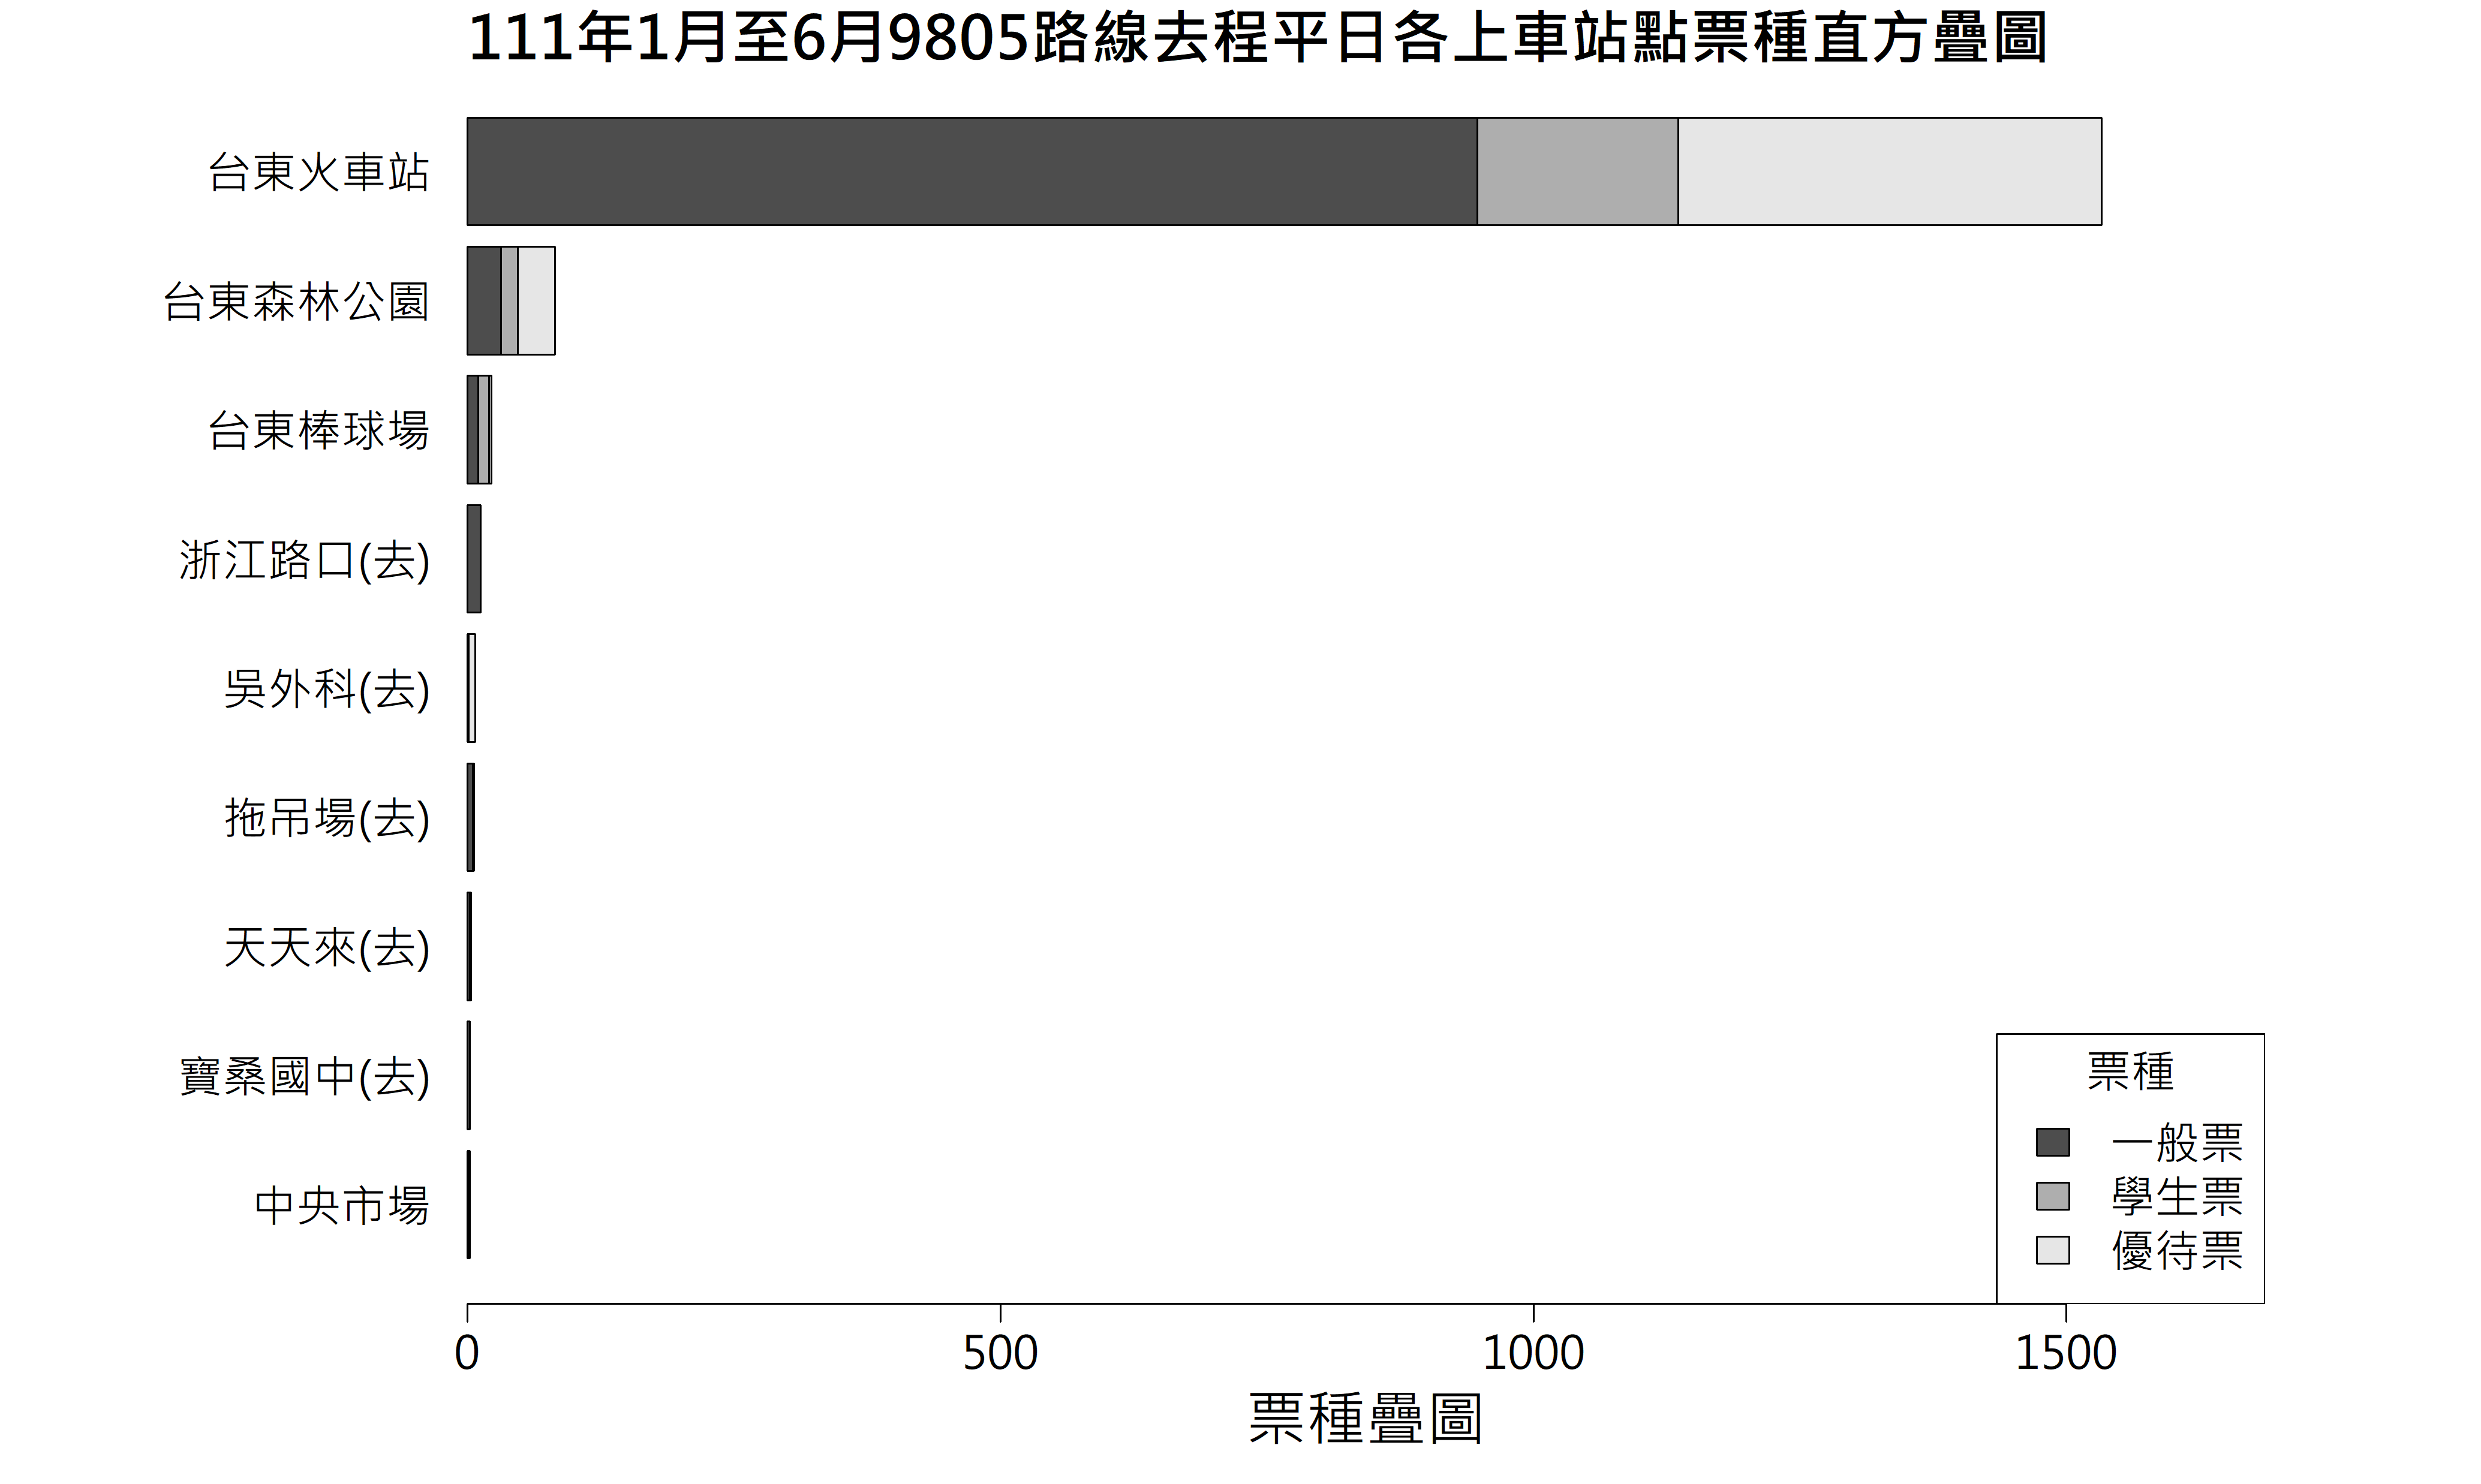 111年1月至6月9805路線去程平日各上車站點票種直方疊圖
台東火車站
台東森林公園
台東棒球場
浙江路口(去)
吳外科(去)
拖吊場(去)
天天來(去)
寶桑國中(去)
中央市場
票種
一般票
學生票
優待票
0 500 1000 1500
票種疊圖